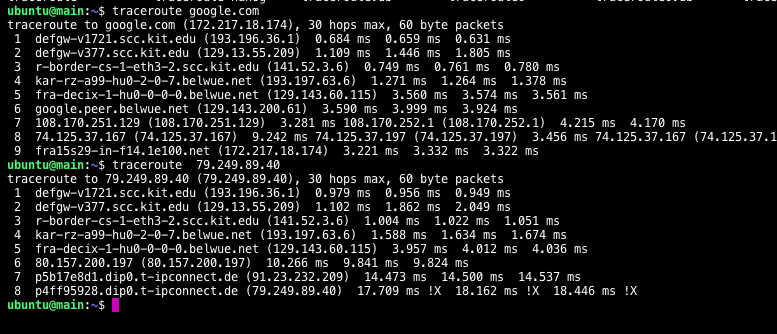 ubuntu@main:~$ traceroute google.com
traceroute to google.com (172.217.18.174), 30 hops max, 60 byte packets
 1  defgw-v1721.scc.kit.edu (193.196.36.1)  0.684 ms  0.659 ms  0.631 ms
 2  defgw-v377.scc.kit.edu (129.13.55.209)  1.109 ms  1.446 ms  1.805 ms
 3  r-border-cs-1-eth3-2.scc.kit.edu (141.52.3.6)  0.749 ms  0.761 ms  0.780 ms
 4  kar-rz-a99-hu0-2-0-7.belwue.net (193.197.63.6)  1.271 ms  1.264 ms  1.378 ms
 5  fra-decix-1-hu0-0-0-0.belwue.net (129.143.60.115)  3.560 ms  3.574 ms  3.561 ms
 6  google.peer.belwue.net (129.143.200.61)  3.590 ms  3.999 ms  3.924 ms
 7  108.170.251.129 (108.170.251.129)  3.281 ms 108.170.252.1 (108.170.252.1)  4.215 ms  4.170 ms
 8  74.125.37.167 (74.125.37.167)  9.242 ms 74.125.37.197 (74.125.37.197)  3.456 ms 74.125.37.167 (74.125.1
 9  fra15s29-in-f14.1e100.net (172.217.18.174)  3.221 ms  3.332 ms  3.322 ms
ubuntu@main:~$ traceroute  79.249.89.40
traceroute to 79.249.89.40 (79.249.89.40), 30 hops max, 60 byte packets
 1  defgw-v1721.scc.kit.edu (193.196.36.1)  0.979 ms  0.956 ms  0.949 ms
 2  defgw-v377.scc.kit.edu (129.13.55.209)  1.102 ms  1.862 ms  2.049 ms
 3  r-border-cs-1-eth3-2.scc.kit.edu (141.52.3.6)  1.004 ms  1.022 ms  1.051 ms
 4  kar-rz-a99-hu0-2-0-7.belwue.net (193.197.63.6)  1.588 ms  1.634 ms  1.674 ms
 5  fra-decix-1-hu0-0-0-0.belwue.net (129.143.60.115)  3.957 ms  4.012 ms  4.036 ms
 6  80.157.200.197 (80.157.200.197)  10.266 ms  9.841 ms  9.824 ms
 7  p5b17e8d1.dip0.t-ipconnect.de (91.23.232.209)  14.473 ms  14.500 ms  14.537 ms
 8  p4ff95928.dip0.t-ipconnect.de (79.249.89.40)  17.709 ms !X  18.162 ms !X  18.446 ms !X
ubuntu@main:~$